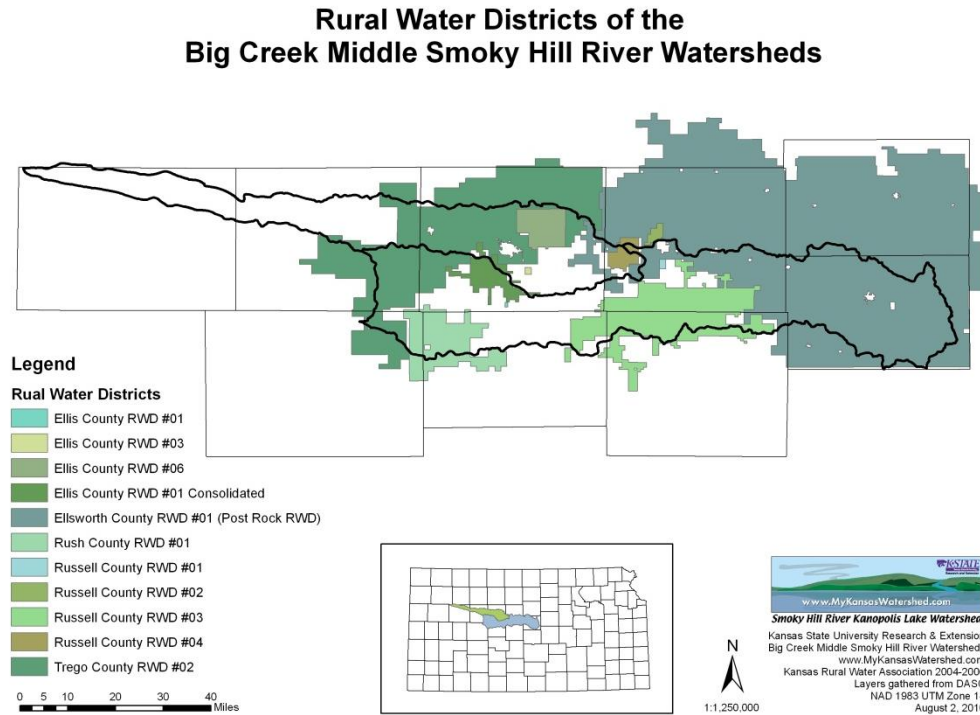 Rural Water Districts of the
Big Creek Middle Smoky Hill River Watersheds
Legend
Rual Water Districts
Ellis County RWD #01
Ellis County RWD #03
Ellis County RWD #06
Ellis County RWD #01 Consolidated
Ellsworth County RWD #01 (Post Rock RWD)
Rush County RWD #01
Russell County RWD #01
Russell County RWD #02
Russell County RWD #03
Russell County RWD #04
Trego County RWD #02
0 5 10 20 30 40
Miles
N
1:1,250,000
K-STATE
www.MyKansasWatershed.com
Smoky Hill River Kanopolis Lake Watershed
Kansas State University Research & Extension
Big Creek Middle Smoky Hill River Watershed
www.MyKansasWatershed.com
Kansas Rural Water Association 2004-200
Layers gathered from DASC
NAD 1983 UTM Zone 1
August 2, 201